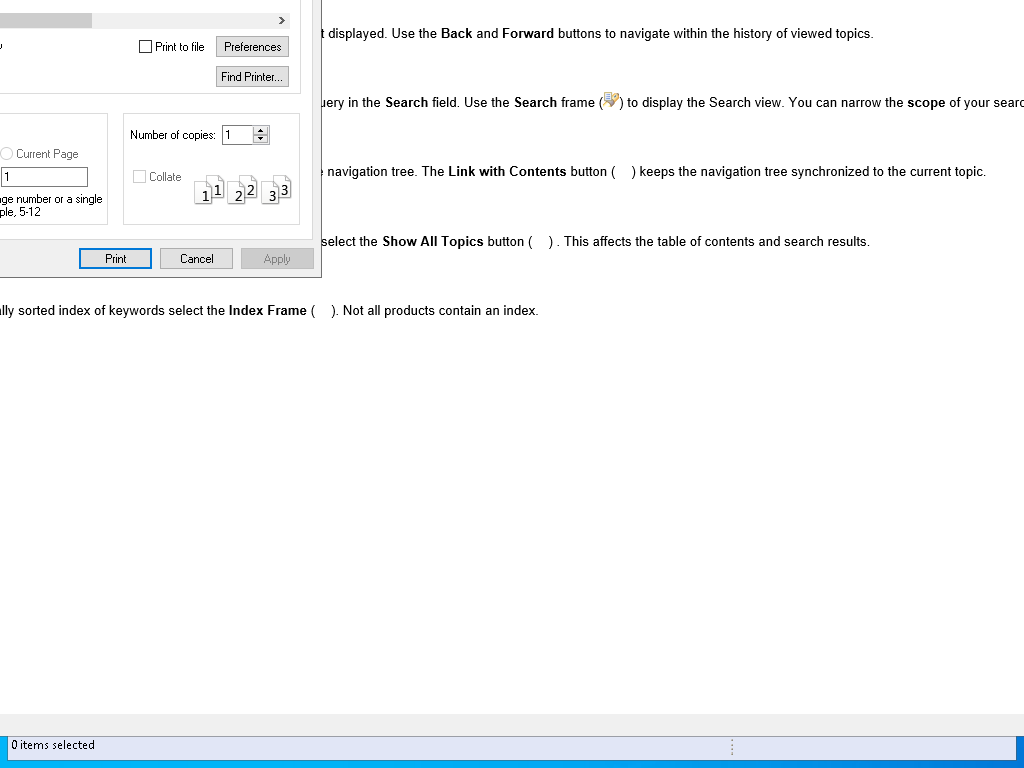 t displayed. Use the Back and Forward buttons to navigate within the history of viewed topics.
Print to file Preferences
Find Printer...
uery in the Search field. Use the Search frame ( ) to display the Search view. You can narrow the scope of your searc
Number of copies: 1
Current Page
1
Collate
1 1 2 2 3 3
navigation tree. The Link with Contents button ( ) keeps the navigation tree synchronized to the current topic.
ge number or a single
ple, 5-12
select the Show All Topics button ( ) . This affects the table of contents and search results.
Print Cancel Apply
lly sorted index of keywords select the Index Frame ( ). Not all products contain an index.
0 items selected